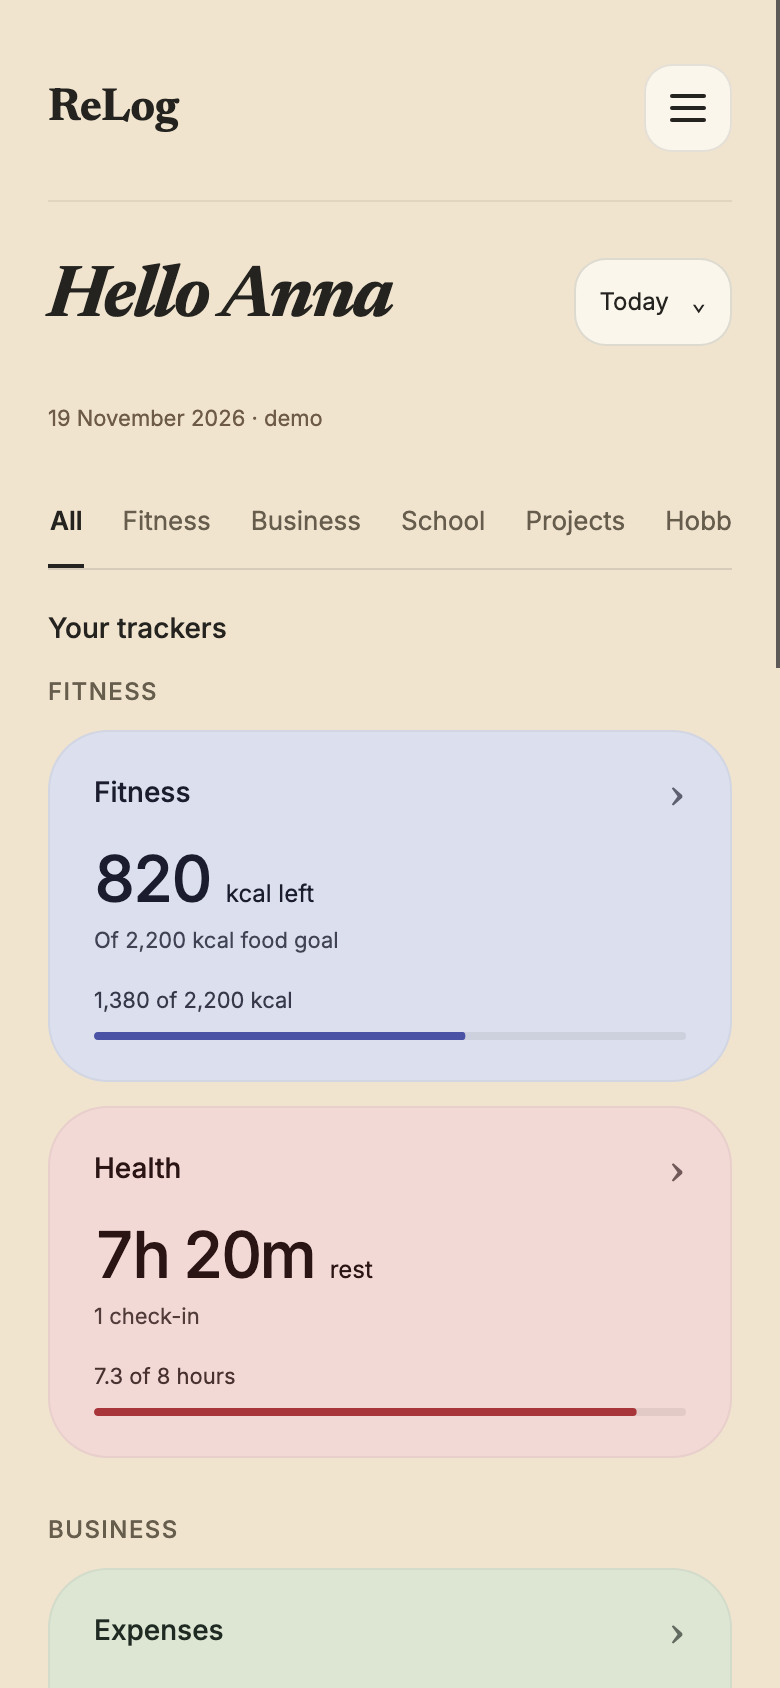 ReLog
Hello Anna
Today
19 November 2026 · demo
All Fitness Business School Projects Hobb
Your trackers
FITNESS
Fitness
820 kcal left
Of 2,200 kcal food goal
1,380 of 2,200 kcal
Health
7h 20m rest
1 check-in
7.3 of 8 hours
BUSINESS
Expenses